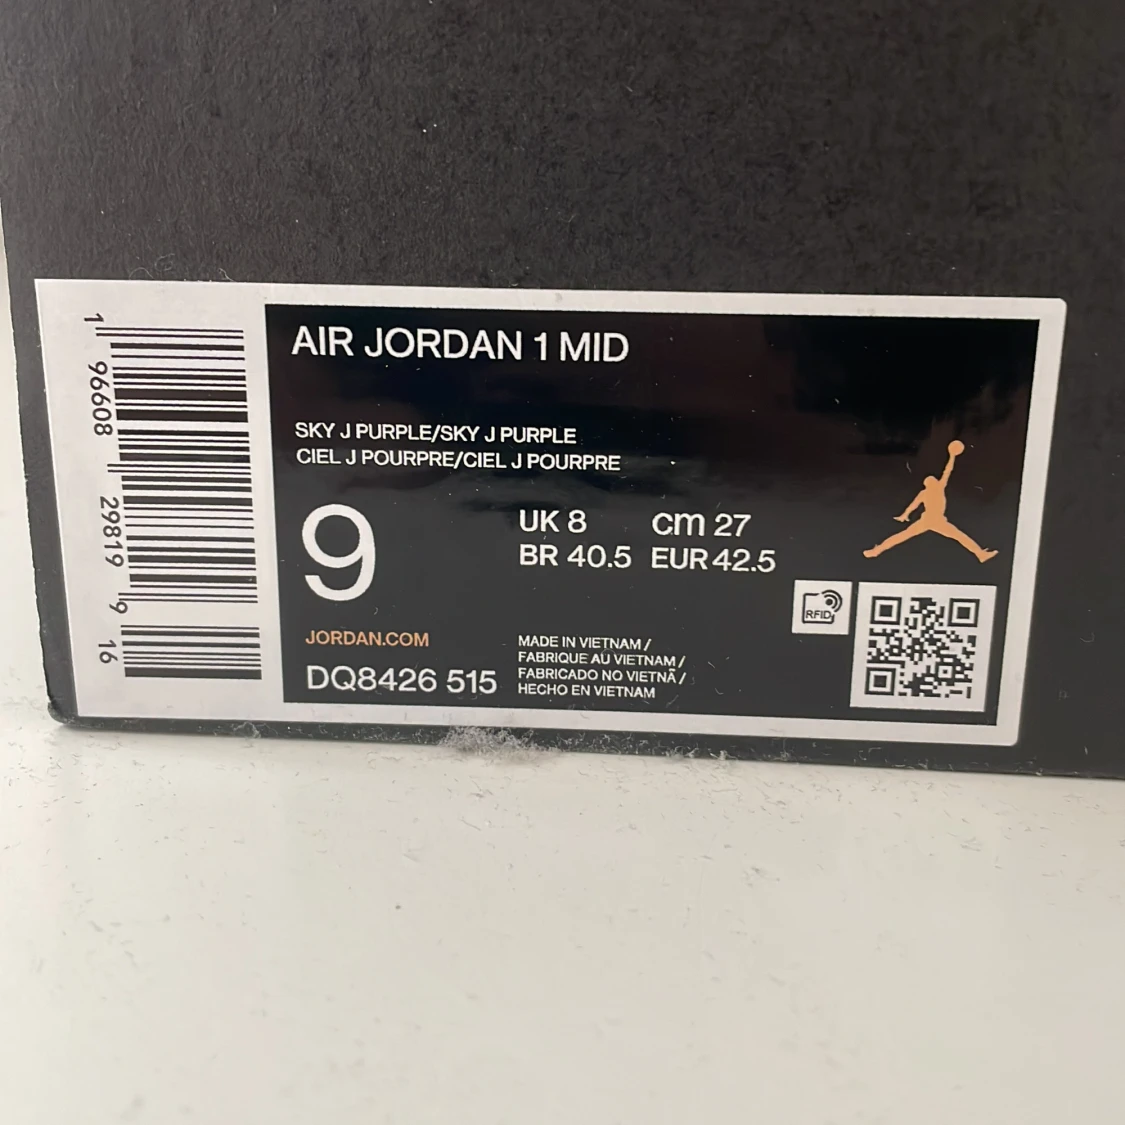 1 96608 29819 9 16
AIR JORDAN 1 MID
SKY J PURPLE/SKY J PURPLE
CIEL J POURPRE/CIEL J POURPRE
9
UK 8 cm 27
BR 40.5 EUR 42.5
RFID
JORDAN.COM
DQ8426 515
MADE IN VIETNAM /
FABRIQUE AU VIETNAM /
FABRICADO NO VIETNÃ /
HECHO EN VIETNAM